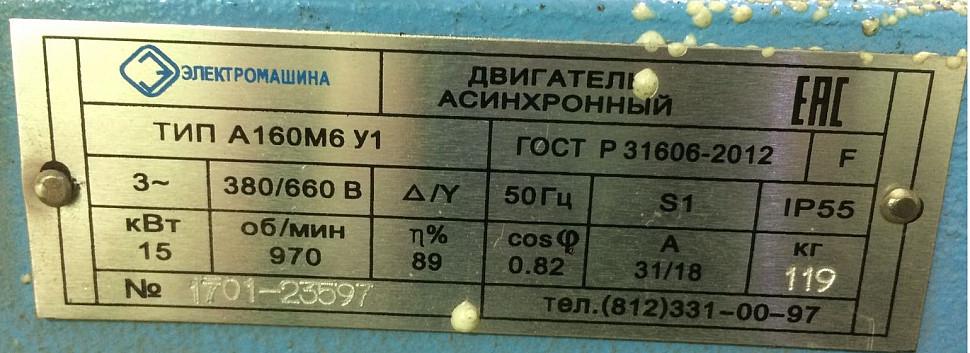 ЭЛЕКТРОМАШИНА
ДВИГАТЕЛЬ
АСИНХРОННЫЙ
EAC
ТИП А160М6 У1
ГОСТ Р 31606-2012
F
3~
380/660 В
Δ/Y
50Гц
S1
IP55
кВт
15
об/мин
970
η%
89
cosφ
0.82
А
31/18
кг
119
№ 1701-23597
тел.(812)331-00-97